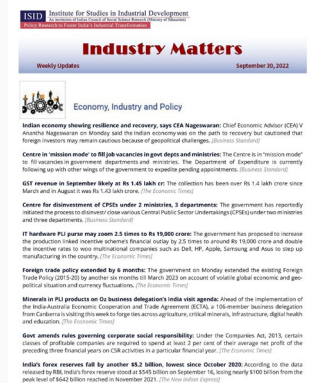 ISID
Institute for Studies in Industrial Development
An institution of Indian Council of Social Science Research (Ministry of Education)
Policy Research to Foster India's Industrial Transformation
Industry Matters
Weekly Updates
September 30, 2022
Economy, Industry and Policy
Indian economy showing resilience and recovery, says CEA Nageswaran: Chief Economic Advisor (CEA) V
Anantha Nageswaran on Monday said the Indian economy was on the path to recovery but cautioned that
foreign investors may remain cautious because of geopolitical challenges. [Business Standard]
Centre in 'mission mode' to fill job vacancies in govt depts and ministries: The Centre is in "mission mode"
to fill vacancies in government departments and ministries. The Department of Expenditure is currently
following up with other wings of the government to expedite pending appointments. [Business Standard]
GST revenue in September likely at Rs 1.45 lakh cr: The collection has been over Rs 1.4 lakh crore since
March and in August it was Rs 1.43 lakh crore. [The Economic Times]
Centre for disinvestment of CPSEs under 2 ministries, 3 departments: The government has reportedly
initiated the process to disinvest/ close various Central Public Sector Undertakings (CPSEs) under two ministries
and three departments. [Business Standard]
IT hardware PLI purse may zoom 2.5 times to Rs 19,000 crore: The government has proposed to increase
the production linked incentive scheme's financial outlay by 2.5 times to around Rs 19,000 crore and double
the incentive rates to woo multinational companies such as Dell, HP, Apple, Samsung and Asus to step up
manufacturing in the country. [The Economic Times]
Foreign trade policy extended by 6 months: The government on Monday extended the existing Foreign
Trade Policy (2015-20) by another six months till March 2023 on account of volatile global economic and geo-
political situation and currency fluctuations. [The Economic Times]
Minerals in PLI products on Oz business delegation's India visit agenda: Ahead of the implementation of
the India-Australia Economic Cooperation and Trade Agreement (ECTA), a 106-member business delegation
from Canberra is visiting this week to forge ties across agriculture, critical minerals, infrastructure, digital health
and education. [The Economic Times]
Govt amends rules governing corporate social responsibility: Under the Companies Act, 2013, certain
classes of profitable companies are required to spend at least 2 per cent of their average net profit of the
preceding three financial years on CSR activities in a particular financial year. [The Economic Times]
India's forex reserves fall by another $5.2 billion, lowest since October 2020: According to the data
released by RBI, India's forex reserve stood at $545 billion on September 16, losing nearly $100 billion from the
peak level of $642 billion reached in November 2021. [The New Indian Express]